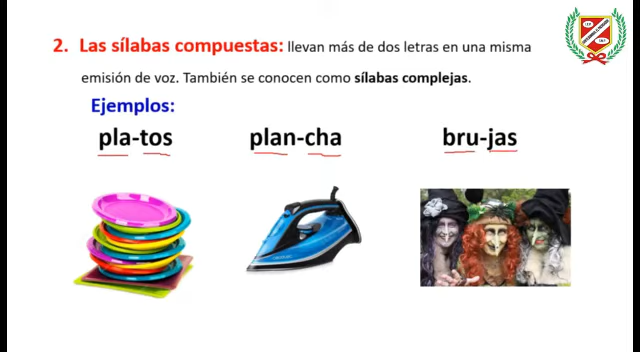 2. Las sílabas compuestas: llevan más de dos letras en una misma
emisión de voz. También se conocen como sílabas complejas.
Ejemplos:
pla-tos plan-cha bru-jas